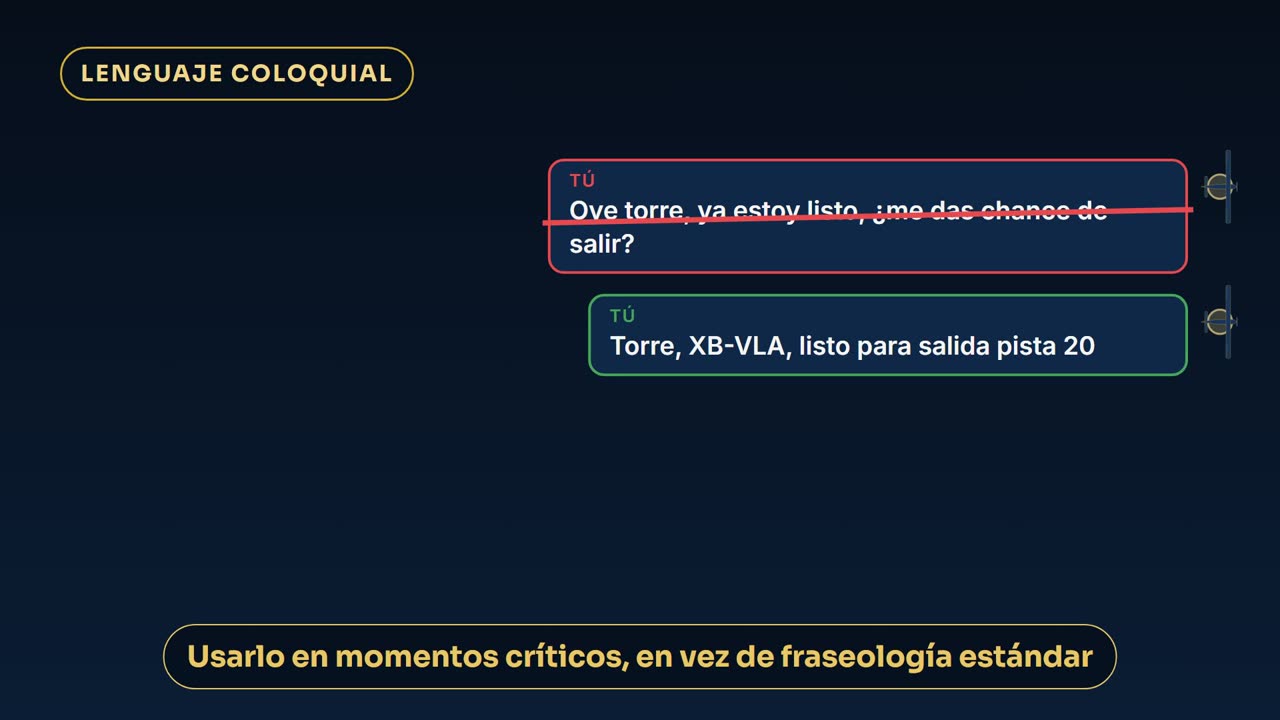 LENGUAJE COLOQUIAL
TÚ
Oye torre, ya estoy listo, ¿me das chance de
salir?
TÚ
Torre, XB-VLA, listo para salida pista 20
Usarlo en momentos críticos, en vez de fraseología estándar